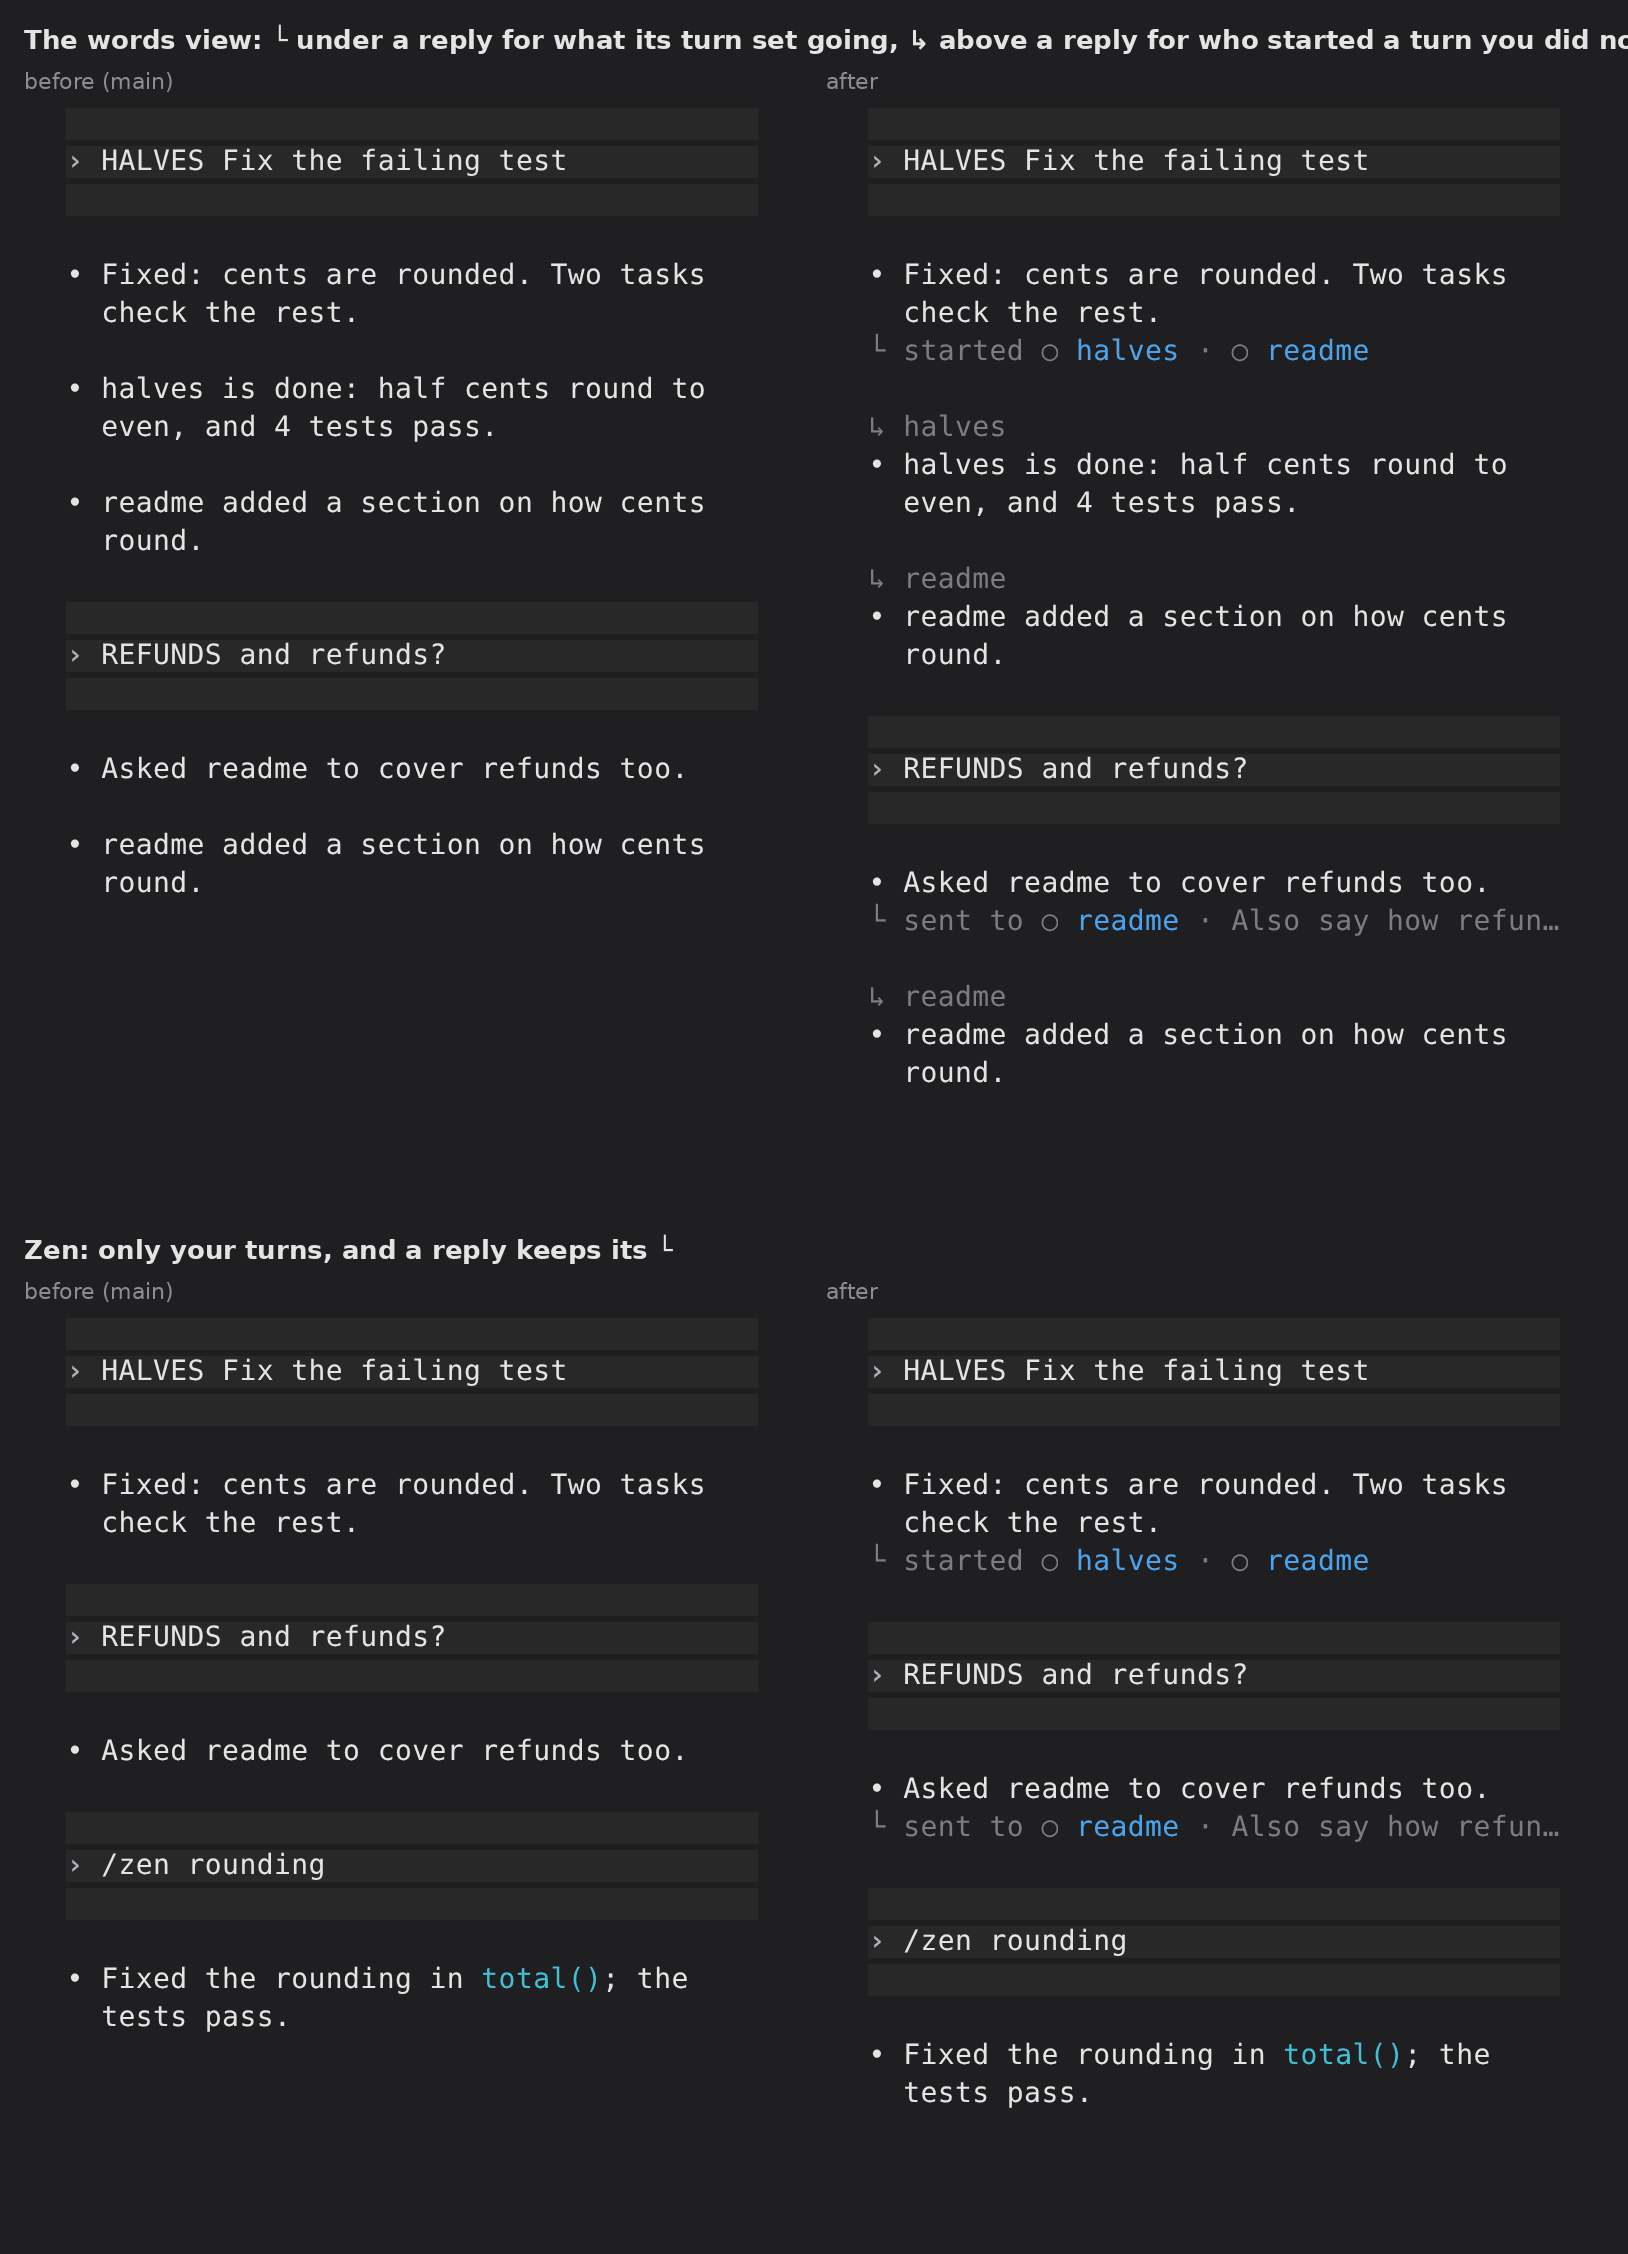 The words view: └ under a reply for what its turn set going, ↳ above a reply for who started a turn you did
before (main)
› HALVES Fix the failing test
• Fixed: cents are rounded. Two tasks
check the rest.
• halves is done: half cents round to
even, and 4 tests pass.
• readme added a section on how cents
round.
› REFUNDS and refunds?
• Asked readme to cover refunds too.
• readme added a section on how cents
round.
after
› HALVES Fix the failing test
• Fixed: cents are rounded. Two tasks
check the rest.
└ started ○ halves · ○ readme
↳ halves
• halves is done: half cents round to
even, and 4 tests pass.
↳ readme
• readme added a section on how cents
round.
› REFUNDS and refunds?
• Asked readme to cover refunds too.
└ sent to ○ readme · Also say how refun…
↳ readme
• readme added a section on how cents
round.
Zen: only your turns, and a reply keeps its └
before (main)
› HALVES Fix the failing test
• Fixed: cents are rounded. Two tasks
check the rest.
› REFUNDS and refunds?
• Asked readme to cover refunds too.
› /zen rounding
• Fixed the rounding in total(); the
tests pass.
after
› HALVES Fix the failing test
• Fixed: cents are rounded. Two tasks
check the rest.
└ started ○ halves · ○ readme
› REFUNDS and refunds?
• Asked readme to cover refunds too.
└ sent to ○ readme · Also say how refun…
› /zen rounding
• Fixed the rounding in total(); the
tests pass.